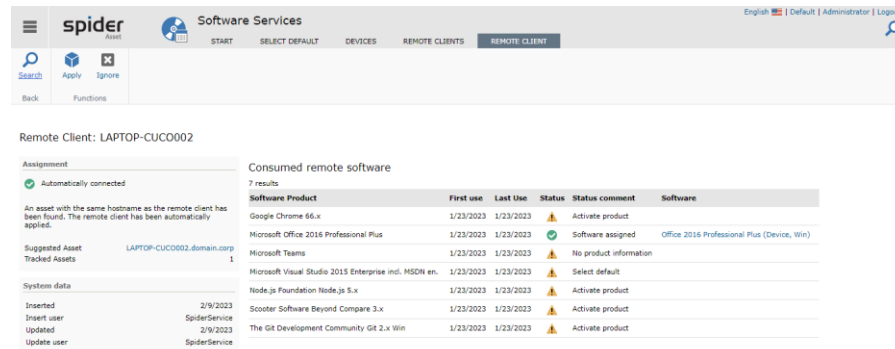 English | Default | Administrator | Logo
spider
Asset
Software Services
START SELECT DEFAULT DEVICES REMOTE CLIENTS REMOTE CLIENT
Search Apply Ignore
Back Functions
Remote Client: LAPTOP-CUCO002
Assignment
Automatically connected
An asset with the same hostname as the remote client has
been found. The remote client has been automatically
applied.
Suggested Asset LAPTOP-CUCO002.domain.corp
Tracked Assets 1
System data
Inserted 2/9/2023
Insert user SpiderService
Updated 2/9/2023
Update user SpiderService
Consumed remote software
7 results
Software Product First use Last Use Status Status comment Software
Google Chrome 66.x 1/23/2023 1/23/2023 Activate product
Microsoft Office 2016 Professional Plus 1/23/2023 1/23/2023 Software assigned Office 2016 Professional Plus (Device, Win)
Microsoft Teams 1/23/2023 1/23/2023 No product information
Microsoft Visual Studio 2015 Enterprise incl. MSDN en. 1/23/2023 1/23/2023 Select default
Node.js Foundation Node.js 5.x 1/23/2023 1/23/2023 Activate product
Scooter Software Beyond Compare 3.x 1/23/2023 1/23/2023 Activate product
The Git Development Community Git 2.x Win 1/23/2023 1/23/2023 Activate product